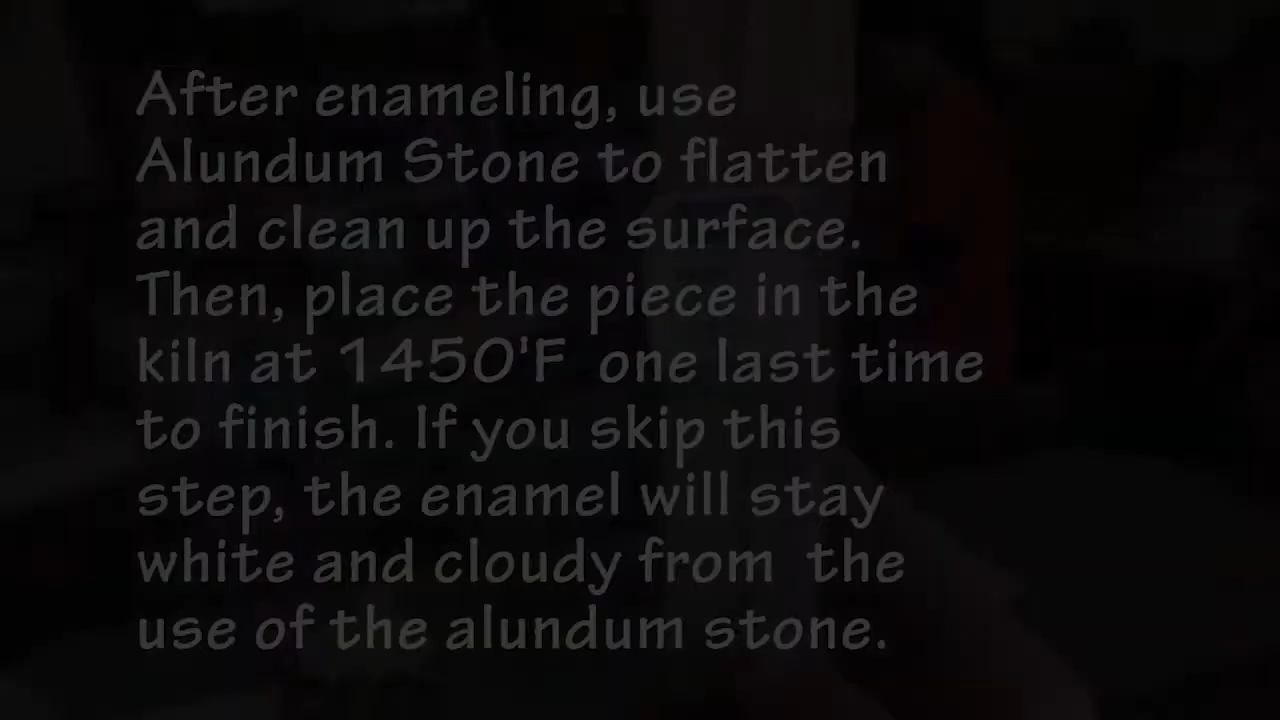 After enameling, use
Alundum Stone to flatten
and clean up the surface.
Then, place the piece in the
kiln at 1450'F one last time
to finish. If you skip this
step, the enamel will stay
white and cloudy from the
use of the alundum stone.